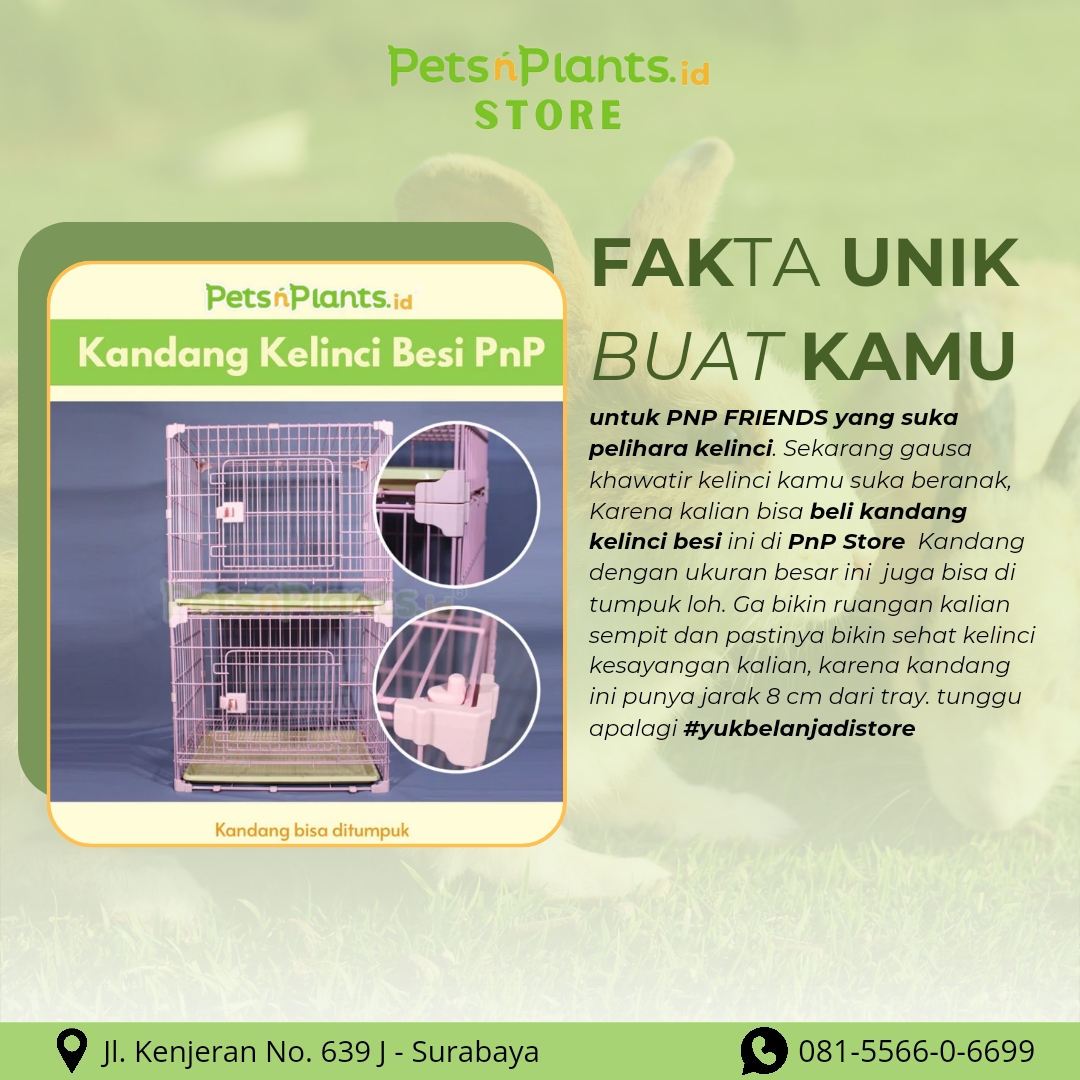 PetsńPlants.id
STORE
PetsńPlants.id
Kandang Kelinci Besi PnP
PetsńPlants.id
Kandang bisa ditumpuk
FAKTA UNIK
BUAT KAMU
untuk PNP FRIENDS yang suka
pelihara kelinci. Sekarang gausa
khawatir kelinci kamu suka beranak,
Karena kalian bisa beli kandang
kelinci besi ini di PnP Store Kandang
dengan ukuran besar ini juga bisa di
tumpuk loh. Ga bikin ruangan kalian
sempit dan pastinya bikin sehat kelinci
kesayangan kalian, karena kandang
ini punya jarak 8 cm dari tray. tunggu
apalagi #yukbelanjadistore
Jl. Kenjeran No. 639 J - Surabaya
081-5566-0-6699